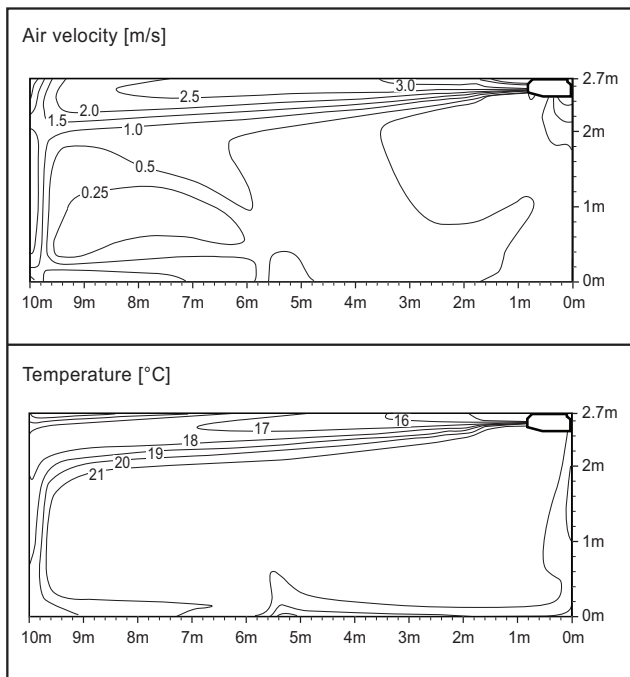 Air velocity [m/s]
3.0
2.5
2.0
1.5
1.0
0.5
0.25
2.7m
2m
1m
0m
10m 9m 8m 7m 6m 5m 4m 3m 2m 1m 0m
Temperature [°C]
16
17
18
19
20
21
2.7m
2m
1m
0m
10m 9m 8m 7m 6m 5m 4m 3m 2m 1m 0m